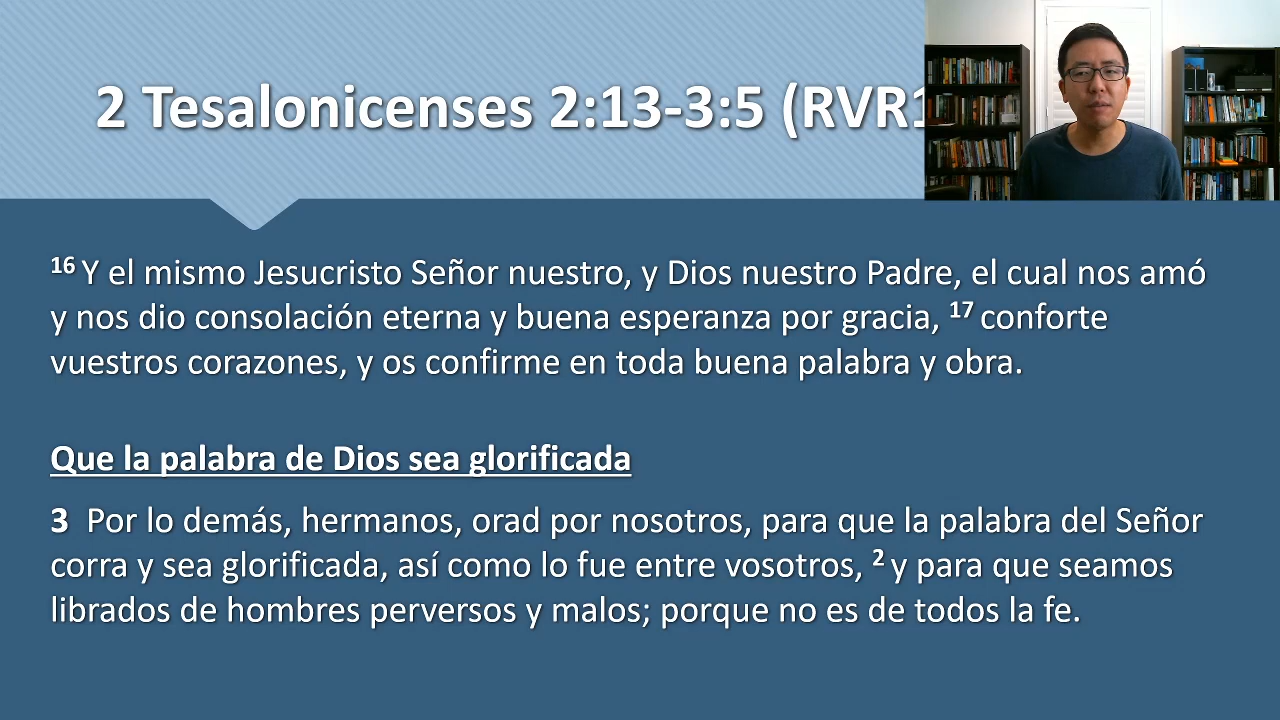 2 Tesalonicenses 2:13-3:5 (RVR1
16 Y el mismo Jesucristo Señor nuestro, y Dios nuestro Padre, el cual nos amó
y nos dio consolación eterna y buena esperanza por gracia, 17 conforte
vuestros corazones, y os confirme en toda buena palabra y obra.
Que la palabra de Dios sea glorificada
3 Por lo demás, hermanos, orad por nosotros, para que la palabra del Señor
corra y sea glorificada, así como lo fue entre vosotros, 2 y para que seamos
librados de hombres perversos y malos; porque no es de todos la fe.